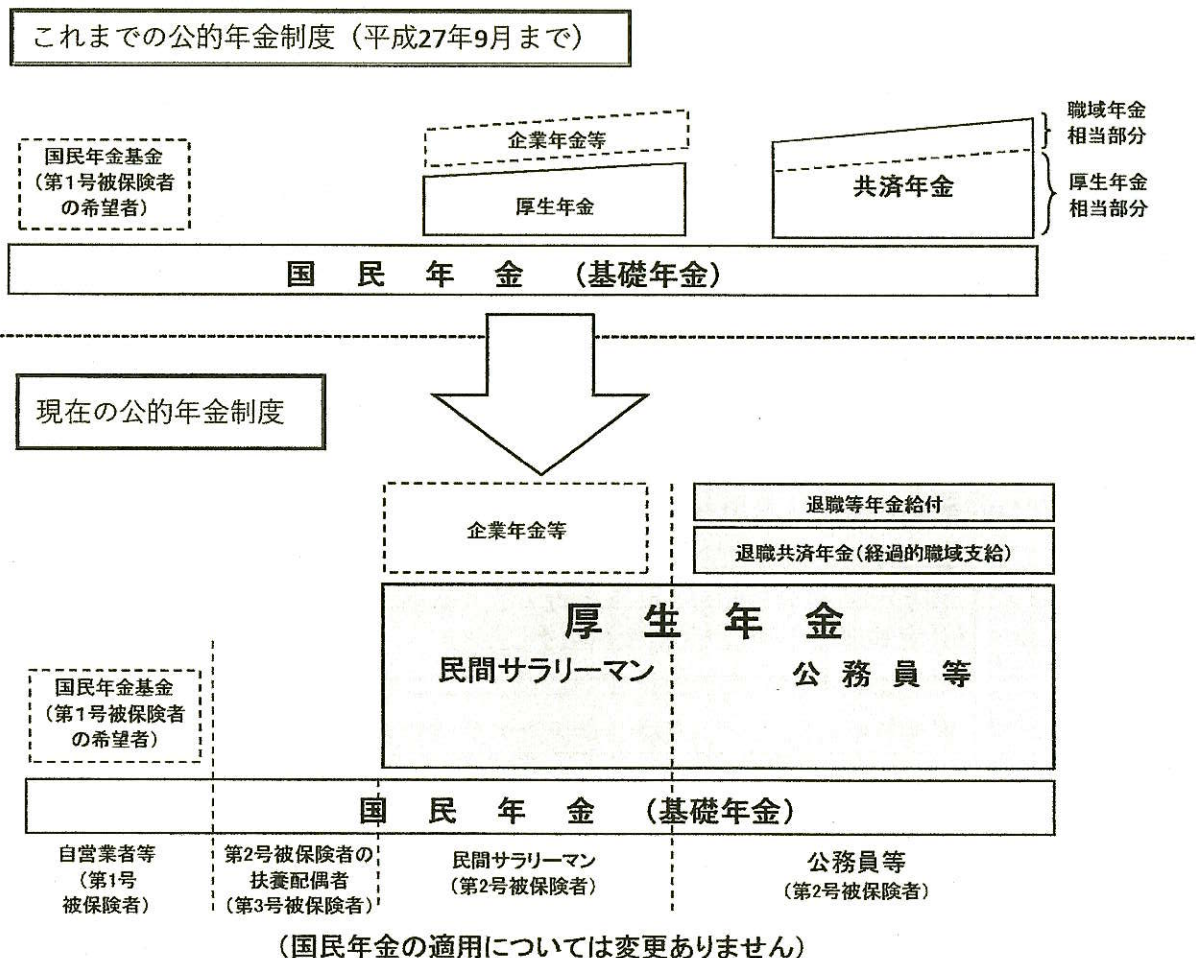 これまでの公的年金制度（平成27年9月まで）
国民年金基金
(第1号被保険者
の希望者)
企業年金等
厚生年金
共済年金
職域年金
相当部分
厚生年金
相当部分
国民年金 (基礎年金)
現在の公的年金制度
企業年金等
退職等年金給付
退職共済年金(経過的職域支給)
厚生年金
民間サラリーマン
公務員等
国民年金基金
(第1号被保険者
の希望者)
国民年金 (基礎年金)
自営業者等
(第1号
被保険者)
第2号被保険者の
扶養配偶者
(第3号被保険者)
民間サラリーマン
(第2号被保険者)
公務員等
(第2号被保険者)
(国民年金の適用については変更ありません)